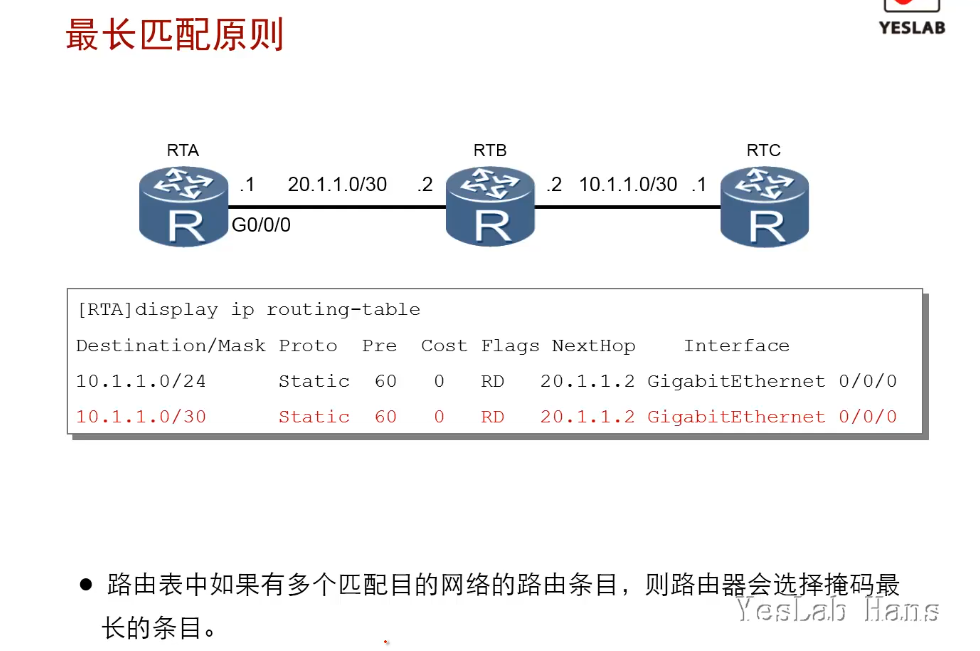 最长匹配原则
YESLAB
RTA RTB RTC
.1 20.1.1.0/30 .2 .2 10.1.1.0/30 .1
G0/0/0
R R R
[RTA]display ip routing-table
Destination/Mask Proto Pre Cost Flags NextHop Interface
10.1.1.0/24 Static 60 0 RD 20.1.1.2 GigabitEthernet 0/0/0
10.1.1.0/30 Static 60 0 RD 20.1.1.2 GigabitEthernet 0/0/0
● 路由表中如果有多个匹配目的网络的路由条目，则路由器会选择掩码最
长的条目。
YesLab Hans